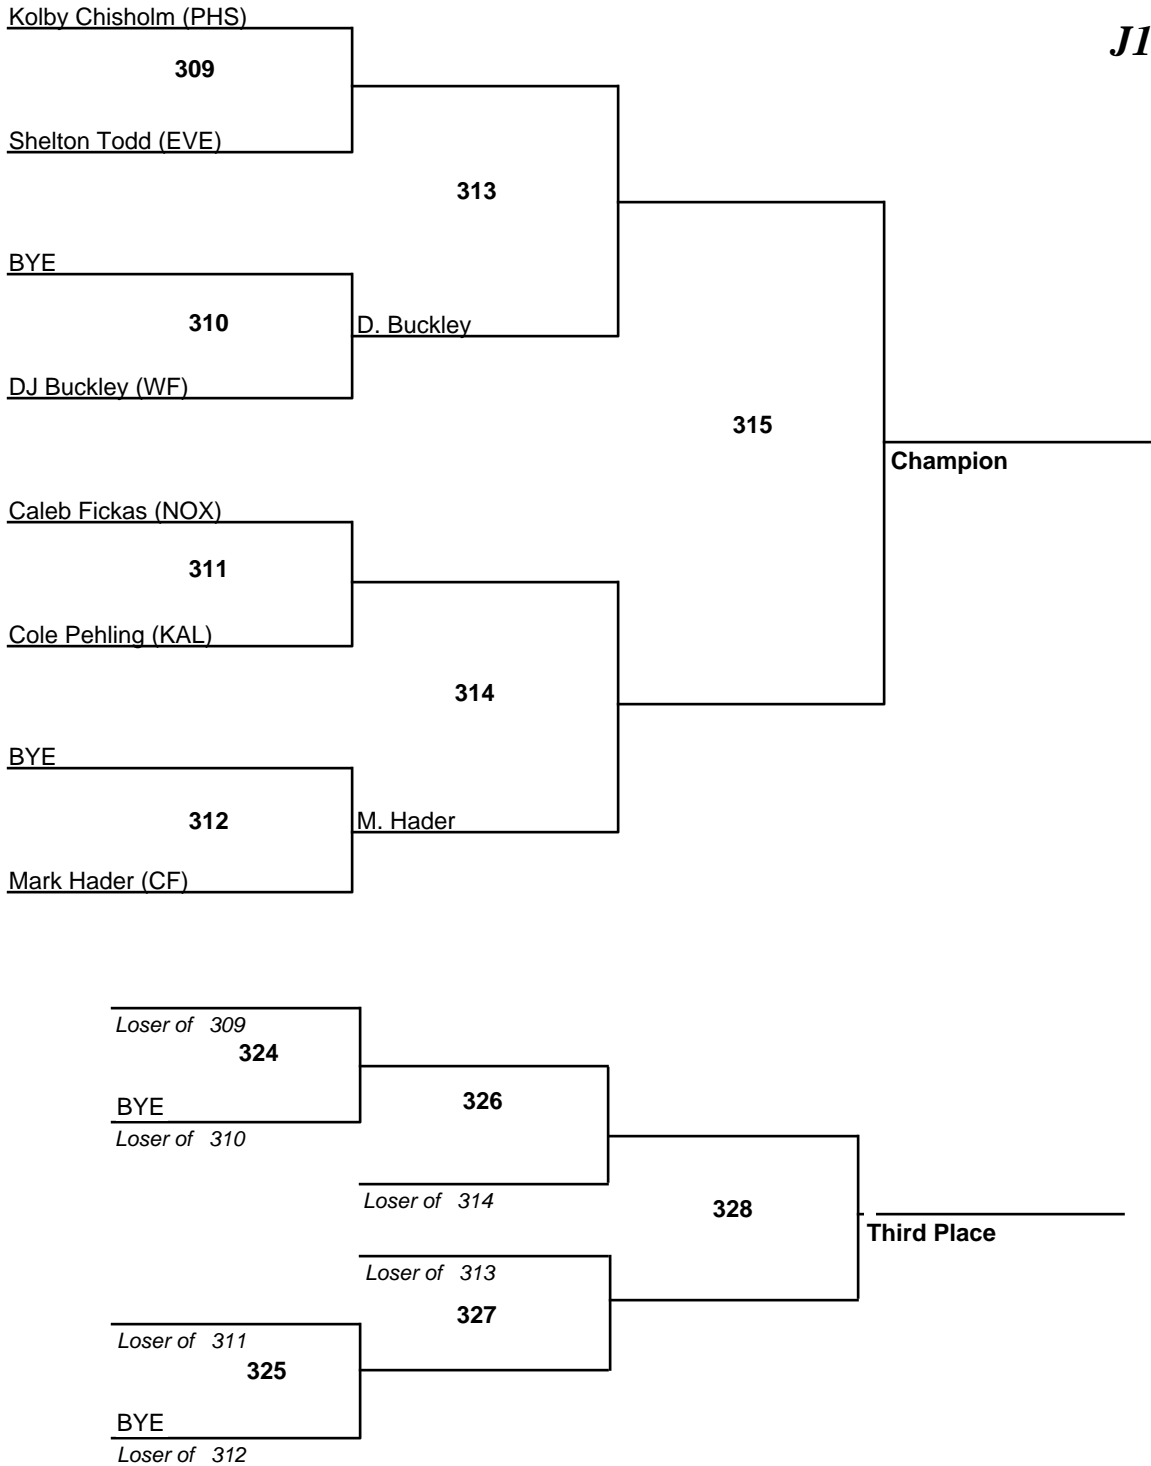 Kolby Chisholm (PHS)
J1
309
Shelton Todd (EVE)
313
BYE
310
D. Buckley
DJ Buckley (WF)
315
Champion
Caleb Fickas (NOX)
311
Cole Pehling (KAL)
314
BYE
312
M. Hader
Mark Hader (CF)
Loser of 309
324
326
BYE
Loser of 310
Loser of 314
328
Third Place
Loser of 313
327
Loser of 311
325
BYE
Loser of 312